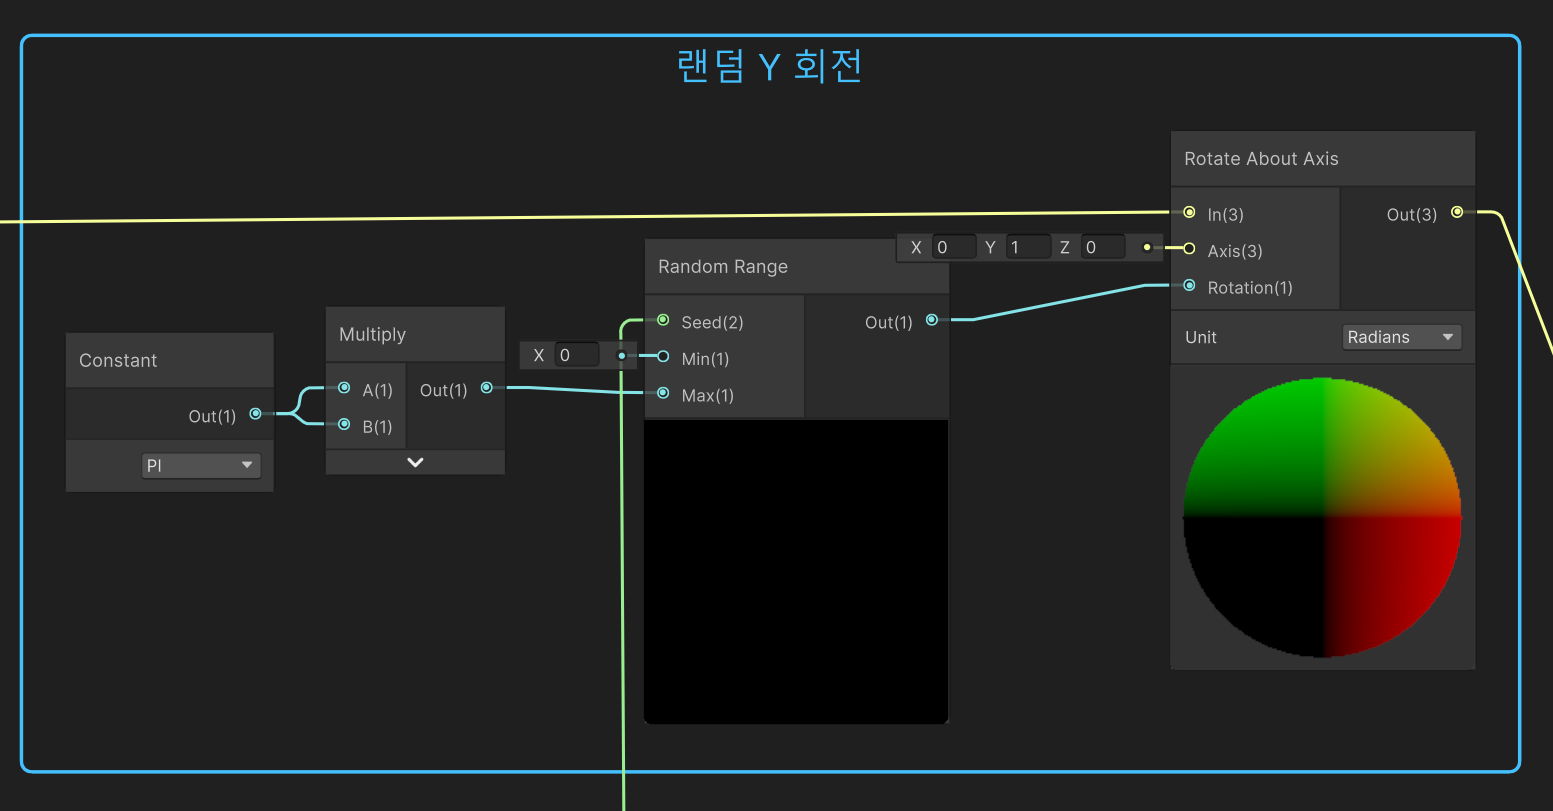 랜덤 Y 회전
Rotate About Axis
In(3)
Out(3)
X 0 Y 1 Z 0
Axis(3)
Rotation(1)
Unit
Radians
Random Range
Seed(2)
Out(1)
X 0
Min(1)
Max(1)
Multiply
A(1)
Out(1)
B(1)
Constant
Out(1)
PI